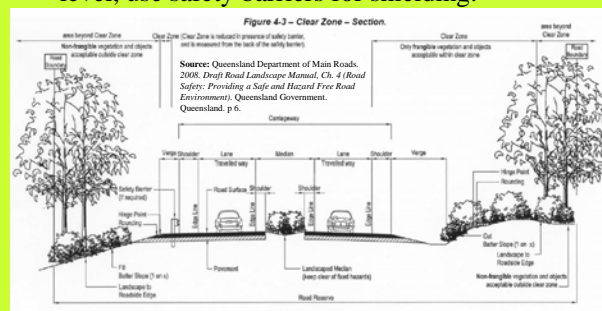 level, use safety barriers for shielding.
Figure 4-3 – Clear Zone – Section.
area beyond Clear Zone
Clear Zone (Clear Zone is reduced in presence of safety barrier,
and is measured from the back of the safety barrier)
Clear Zone
area beyond
Clear Zone
Non-frangible vegetation and objects
acceptable outside clear zone
Only frangible vegetation and objects
acceptable within clear zone
Road
Boundary
Road
Boundary
Source: Queensland Department of Main Roads.
2008. Draft Road Landscape Manual, Ch. 4 (Road
Safety: Providing a Safe and Hazard Free Road
Environment). Queensland Government.
Queensland. p 6.
Carriageway
Verge
Shoulder
Lane
Travelled way
Median
Lane
Travelled way
Shoulder
Verge
Shoulder
Shoulder
Safety Barrier
(if required)
Road Surface
Edge Line
Edge Line
Edge Line
Edge Line
Hinge Point
Rounding
Hinge Point
Rounding
Fill
Batter Slope (1 on x)
Landscape to
Roadside Edge
Pavement
Landscaped Median
(keep clear of fixed hazards)
Cut
Batter Slope (1 on x)
Landscape to
Roadside Edge
Non-frangible vegetation and objects
acceptable outside clear zone
Road Reserve